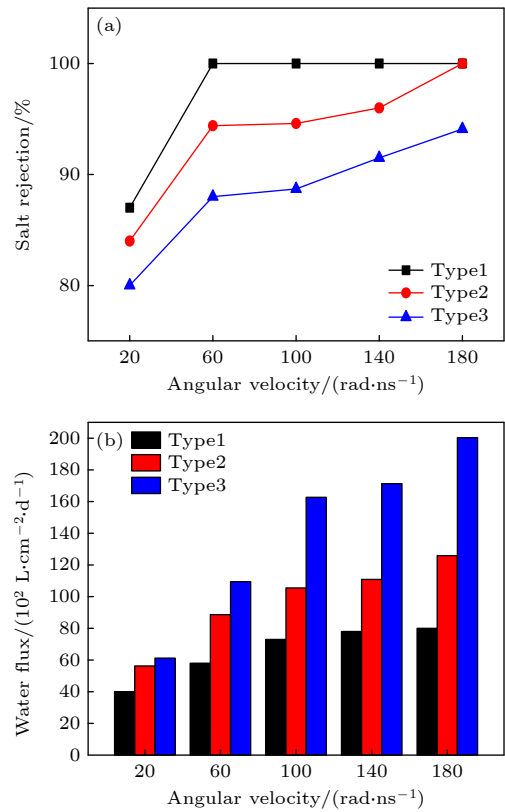 (a)
100
90
80
Salt rejection/%
Type1
Type2
Type3
20 60 100 140 180
Angular velocity/(rad·ns⁻¹)
(b)
Type1
Type2
Type3
200
180
160
140
120
100
80
60
40
20
0
Water flux/(10² L·cm⁻²·d⁻¹)
20 60 100 140 180
Angular velocity/(rad·ns⁻¹)